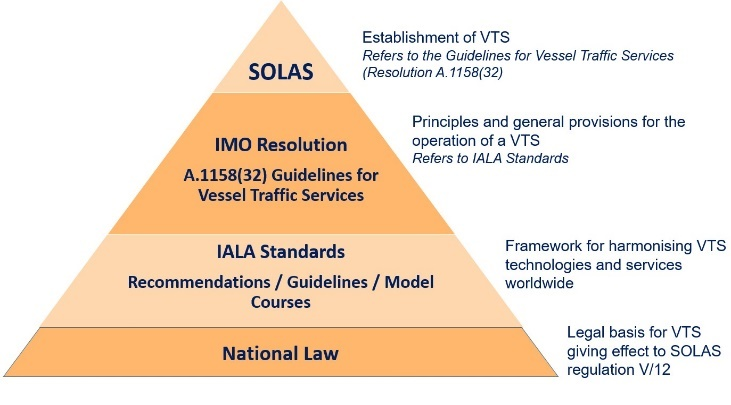 SOLAS
Establishment of VTS
Refers to the Guidelines for Vessel Traffic Services
(Resolution A.1158(32)
IMO Resolution
A.1158(32) Guidelines for
Vessel Traffic Services
Principles and general provisions for the
operation of a VTS
Refers to IALA Standards
IALA Standards
Recommendations / Guidelines / Model
Courses
Framework for harmonising VTS
technologies and services
worldwide
National Law
Legal basis for VTS
giving effect to SOLAS
regulation V/12